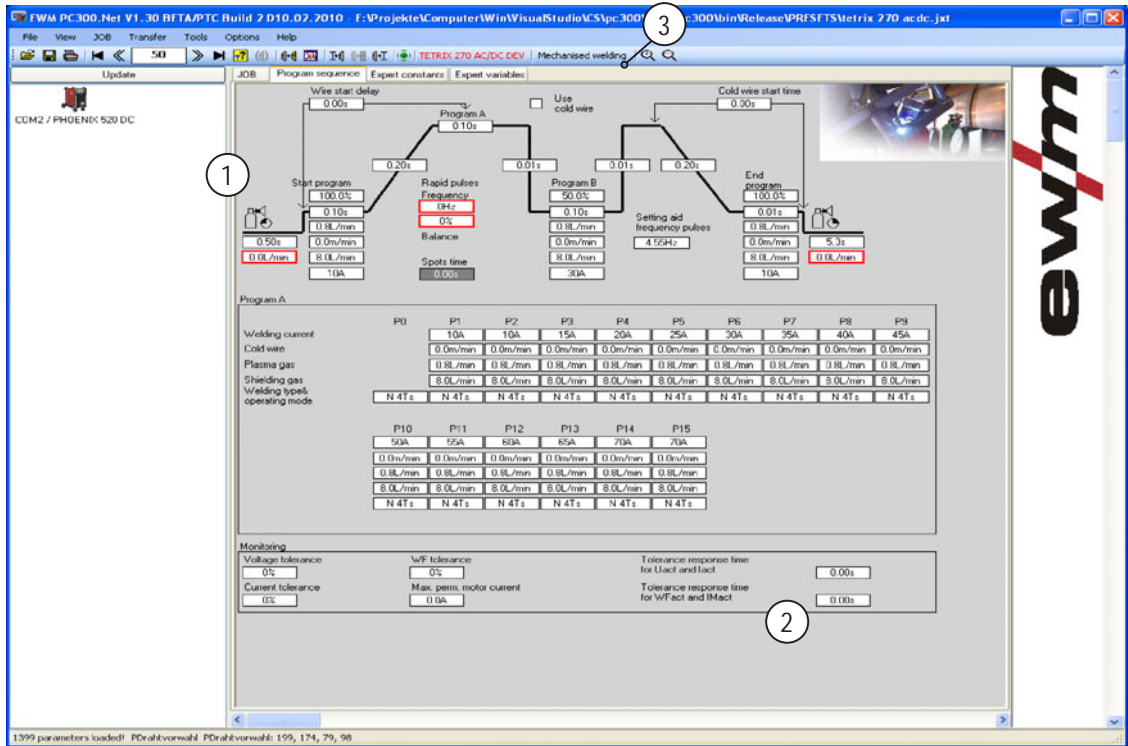 EWM PC300.Net V1.30 BETA/PTC Build 2 D10.02.2010 - E:\Projekte\Computer\Win\VisualStudio\CS\pc300\ c300\bin\Release\PRESETS\tetrix 270 acdc.jxt
File View JOB Transfer Tools Options Help
50 TETRIX 270 AC/DC DEV Mechanised welding
3
Update
COM2 / PHOENIX 520 DC
JOB Program sequence Expert constants Expert variables
Wire start delay
0.00s
Program A
0.10s
Use
cold wire
Cold wire start time
0.00s
0.20s 0.01s 0.01s 0.20s
1
Start program
100.0%
0.10s
0.8L/min
0.0m/min
8.0L/min
10A
0.50s
0.0L/min
Rapid pulses
Frequency
0Hz
0%
Balance
Spots time
0.00s
Program B
50.0%
0.10s
0.8L/min
0.0m/min
8.0L/min
30A
Setting aid
frequency pulses
4.55Hz
End
program
100.0%
0.01s
0.8L/min
0.0m/min
8.0L/min
10A
5.3s
0.0L/min
ewm
Program A
P0 P1 P2 P3 P4 P5 P6 P7 P8 P9
Welding current 10A 10A 15A 20A 25A 30A 35A 40A 45A
Cold wire 0.0m/min 0.0m/min 0.0m/min 0.0m/min 0.0m/min 0.0m/min 0.0m/min 0.0m/min 0.0m/min
Plasma gas 0.8L/min 0.8L/min 0.8L/min 0.8L/min 0.8L/min 0.8L/min 0.8L/min 0.8L/min 0.8L/min
Shielding gas 8.0L/min 8.0L/min 8.0L/min 8.0L/min 8.0L/min 8.0L/min 8.0L/min 8.0L/min 8.0L/min
Welding type&
operating mode N 4Ts N 4Ts N 4Ts N 4Ts N 4Ts N 4Ts N 4Ts N 4Ts N 4Ts N 4Ts
P10 P11 P12 P13 P14 P15
50A 55A 60A 65A 70A 70A
0.0m/min 0.0m/min 0.0m/min 0.0m/min 0.0m/min 0.0m/min
0.8L/min 0.8L/min 0.8L/min 0.8L/min 0.8L/min 0.8L/min
8.0L/min 8.0L/min 8.0L/min 8.0L/min 8.0L/min 8.0L/min
N 4Ts N 4Ts N 4Ts N 4Ts N 4Ts N 4Ts
Monitoring
Voltage tolerance
0%
WF tolerance
0%
Tolerance response time
for Uact and Iact 0.00s
Current tolerance
0%
Max. perm. motor current
0.0A
Tolerance response time
for WFact and IMact 0.00s
2
1399 parameters loaded! PDrahtvorwahl PDrahtvorwahl: 199, 174, 79, 98